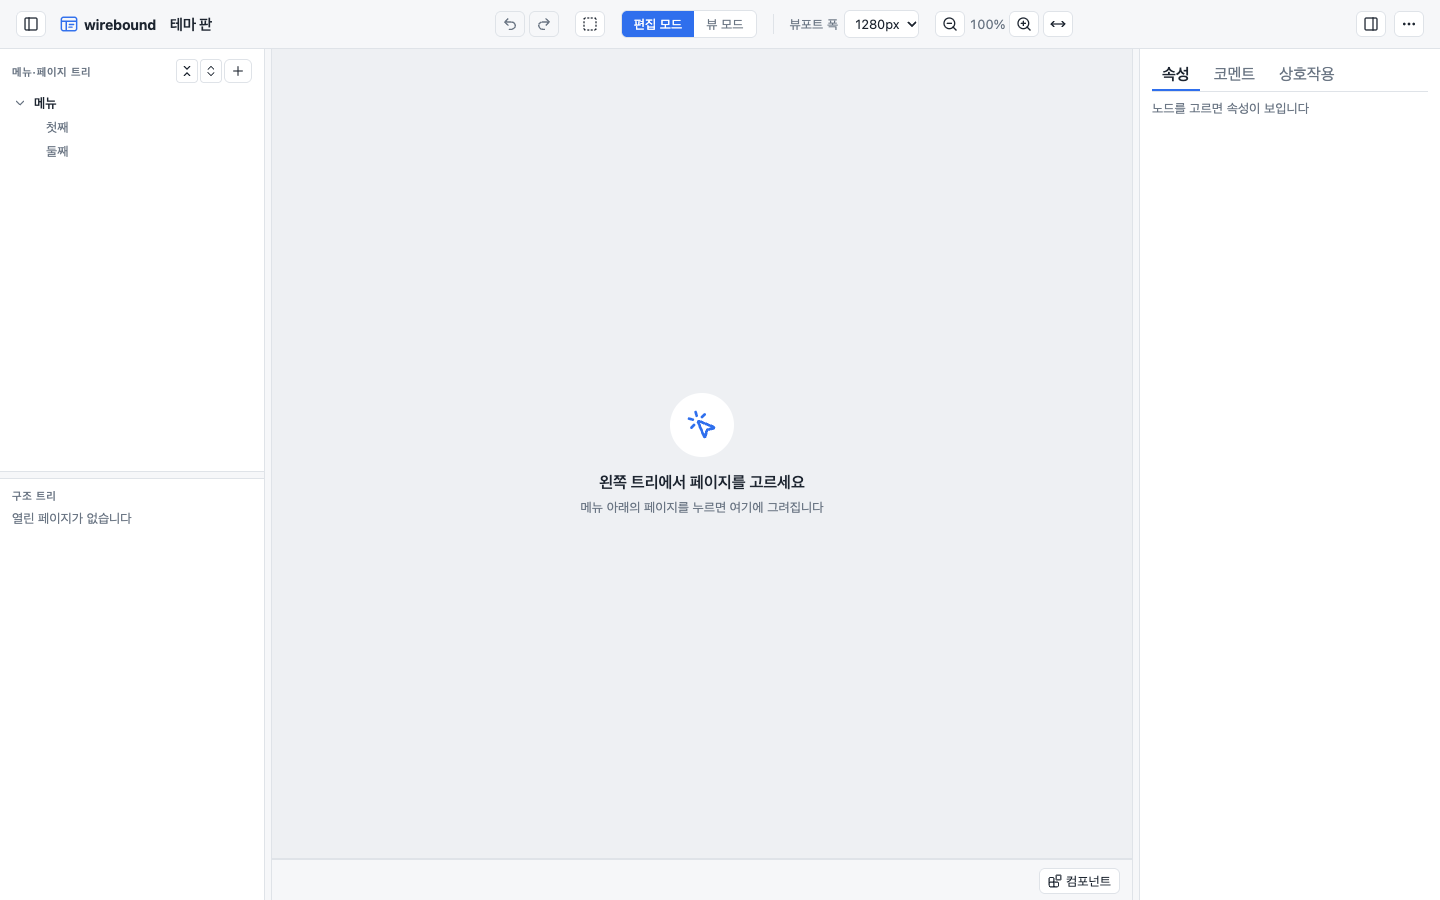 wirebound 테마 판 편집 모드 뷰 모드 뷰포트 폭 1280px 100%
메뉴·페이지 트리
메뉴
첫째
둘째
구조 트리
열린 페이지가 없습니다
왼쪽 트리에서 페이지를 고르세요
메뉴 아래의 페이지를 누르면 여기에 그려집니다
컴포넌트
속성 코멘트 상호작용
노드를 고르면 속성이 보입니다